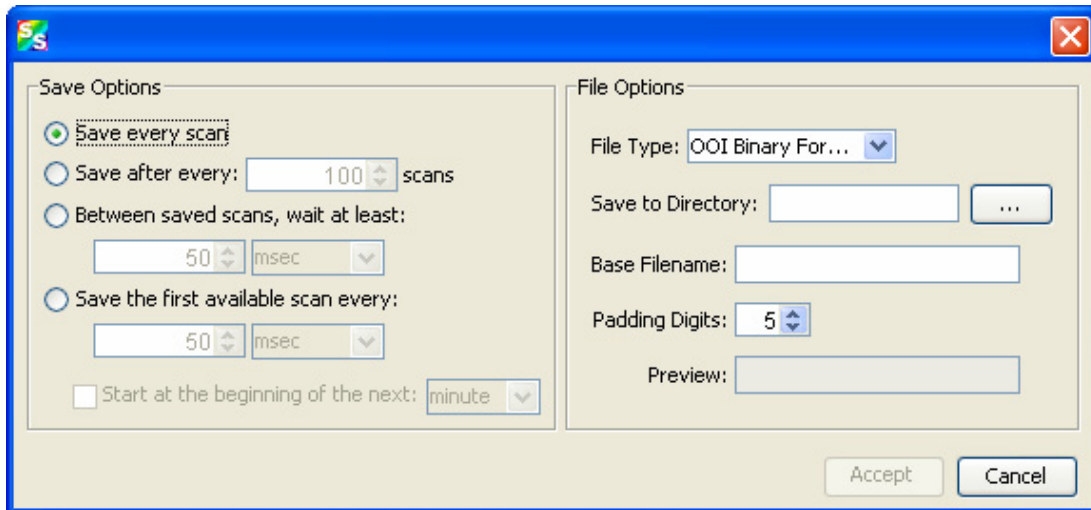 SS
Save Options
Save every scan
Save after every: 100 scans
Between saved scans, wait at least:
50 msec
Save the first available scan every:
50 msec
Start at the beginning of the next: minute
File Options
File Type: OOI Binary For...
Save to Directory: ...
Base Filename:
Padding Digits: 5
Preview:
Accept Cancel